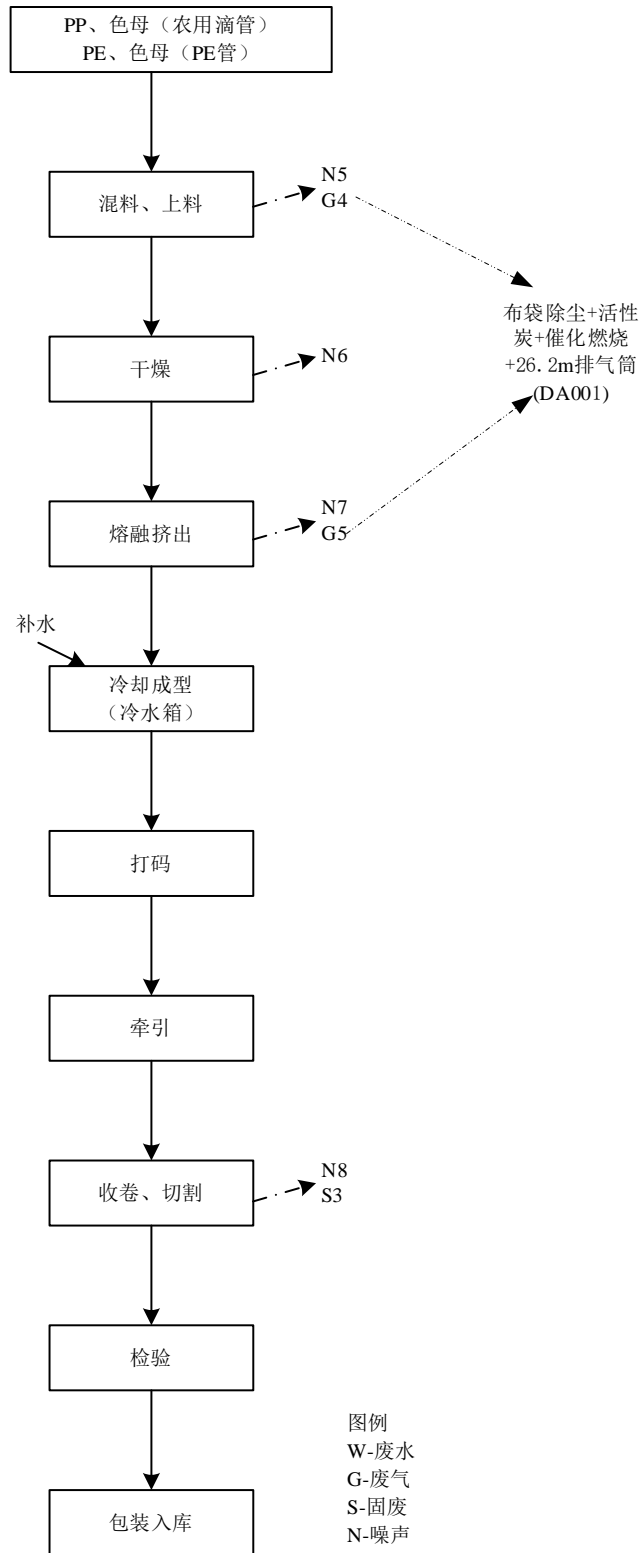 PP、色母（农用滴管）
PE、色母（PE管）
混料、上料
N5
G4
布袋除尘+活性
炭+催化燃烧
+26.2m排气筒
(DA001)
干燥
N6
熔融挤出
N7
G5
补水
冷却成型
（冷水箱）
打码
牵引
收卷、切割
N8
S3
检验
包装入库
图例
W-废水
G-废气
S-固废
N-噪声